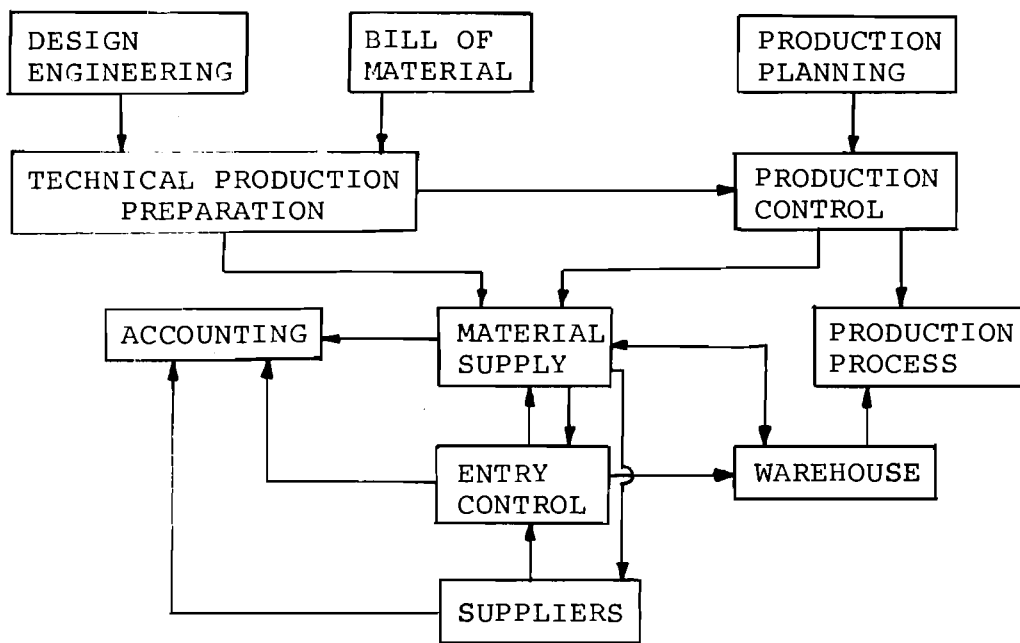 DESIGN
ENGINEERING
BILL OF
MATERIAL
PRODUCTION
PLANNING
TECHNICAL PRODUCTION
PREPARATION
PRODUCTION
CONTROL
ACCOUNTING
MATERIAL
SUPPLY
PRODUCTION
PROCESS
ENTRY
CONTROL
WAREHOUSE
SUPPLIERS